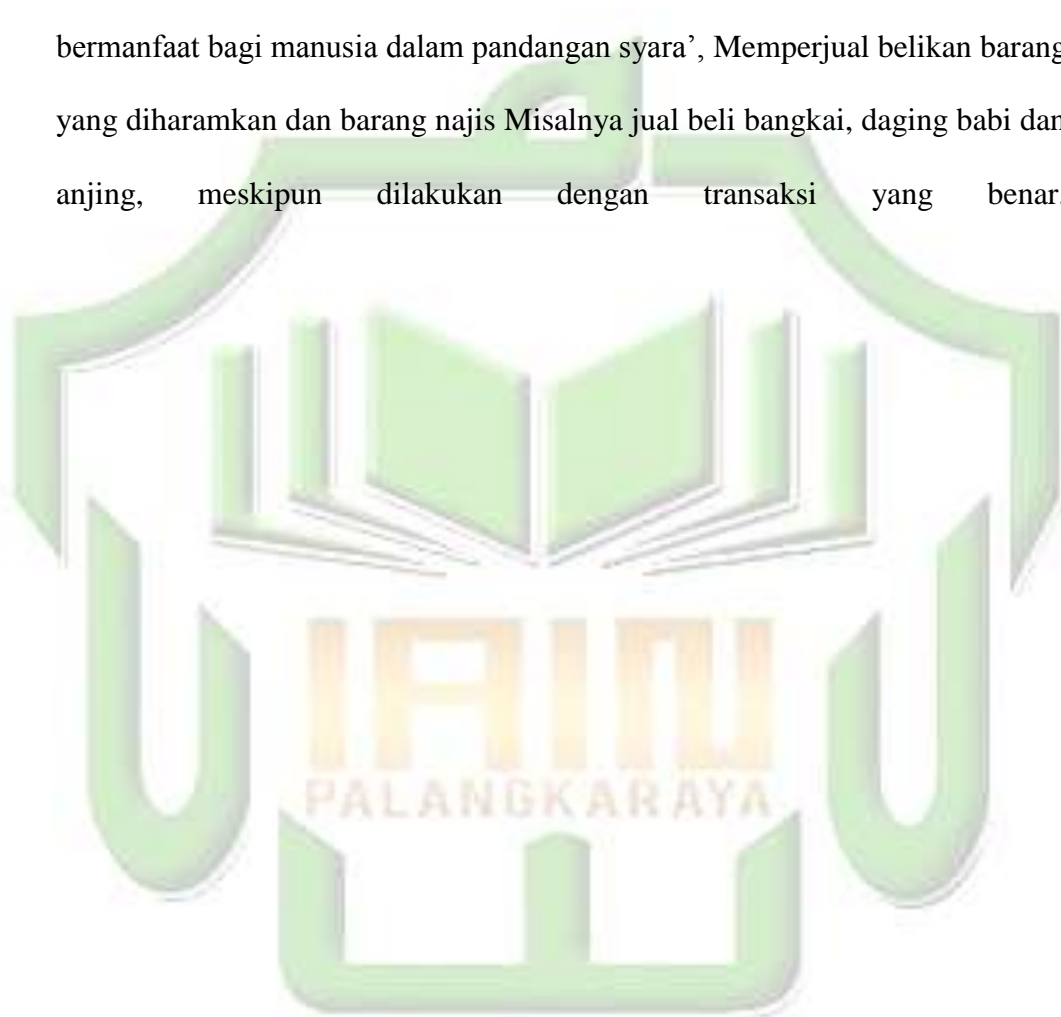 bermanfaat bagi manusia dalam pandangan syara’, Memperjual belikan barang
yang diharamkan dan barang najis Misalnya jual beli bangkai, daging babi dan
anjing, meskipun dilakukan dengan transaksi yang benar.
IAIN
PALANGKARAYA